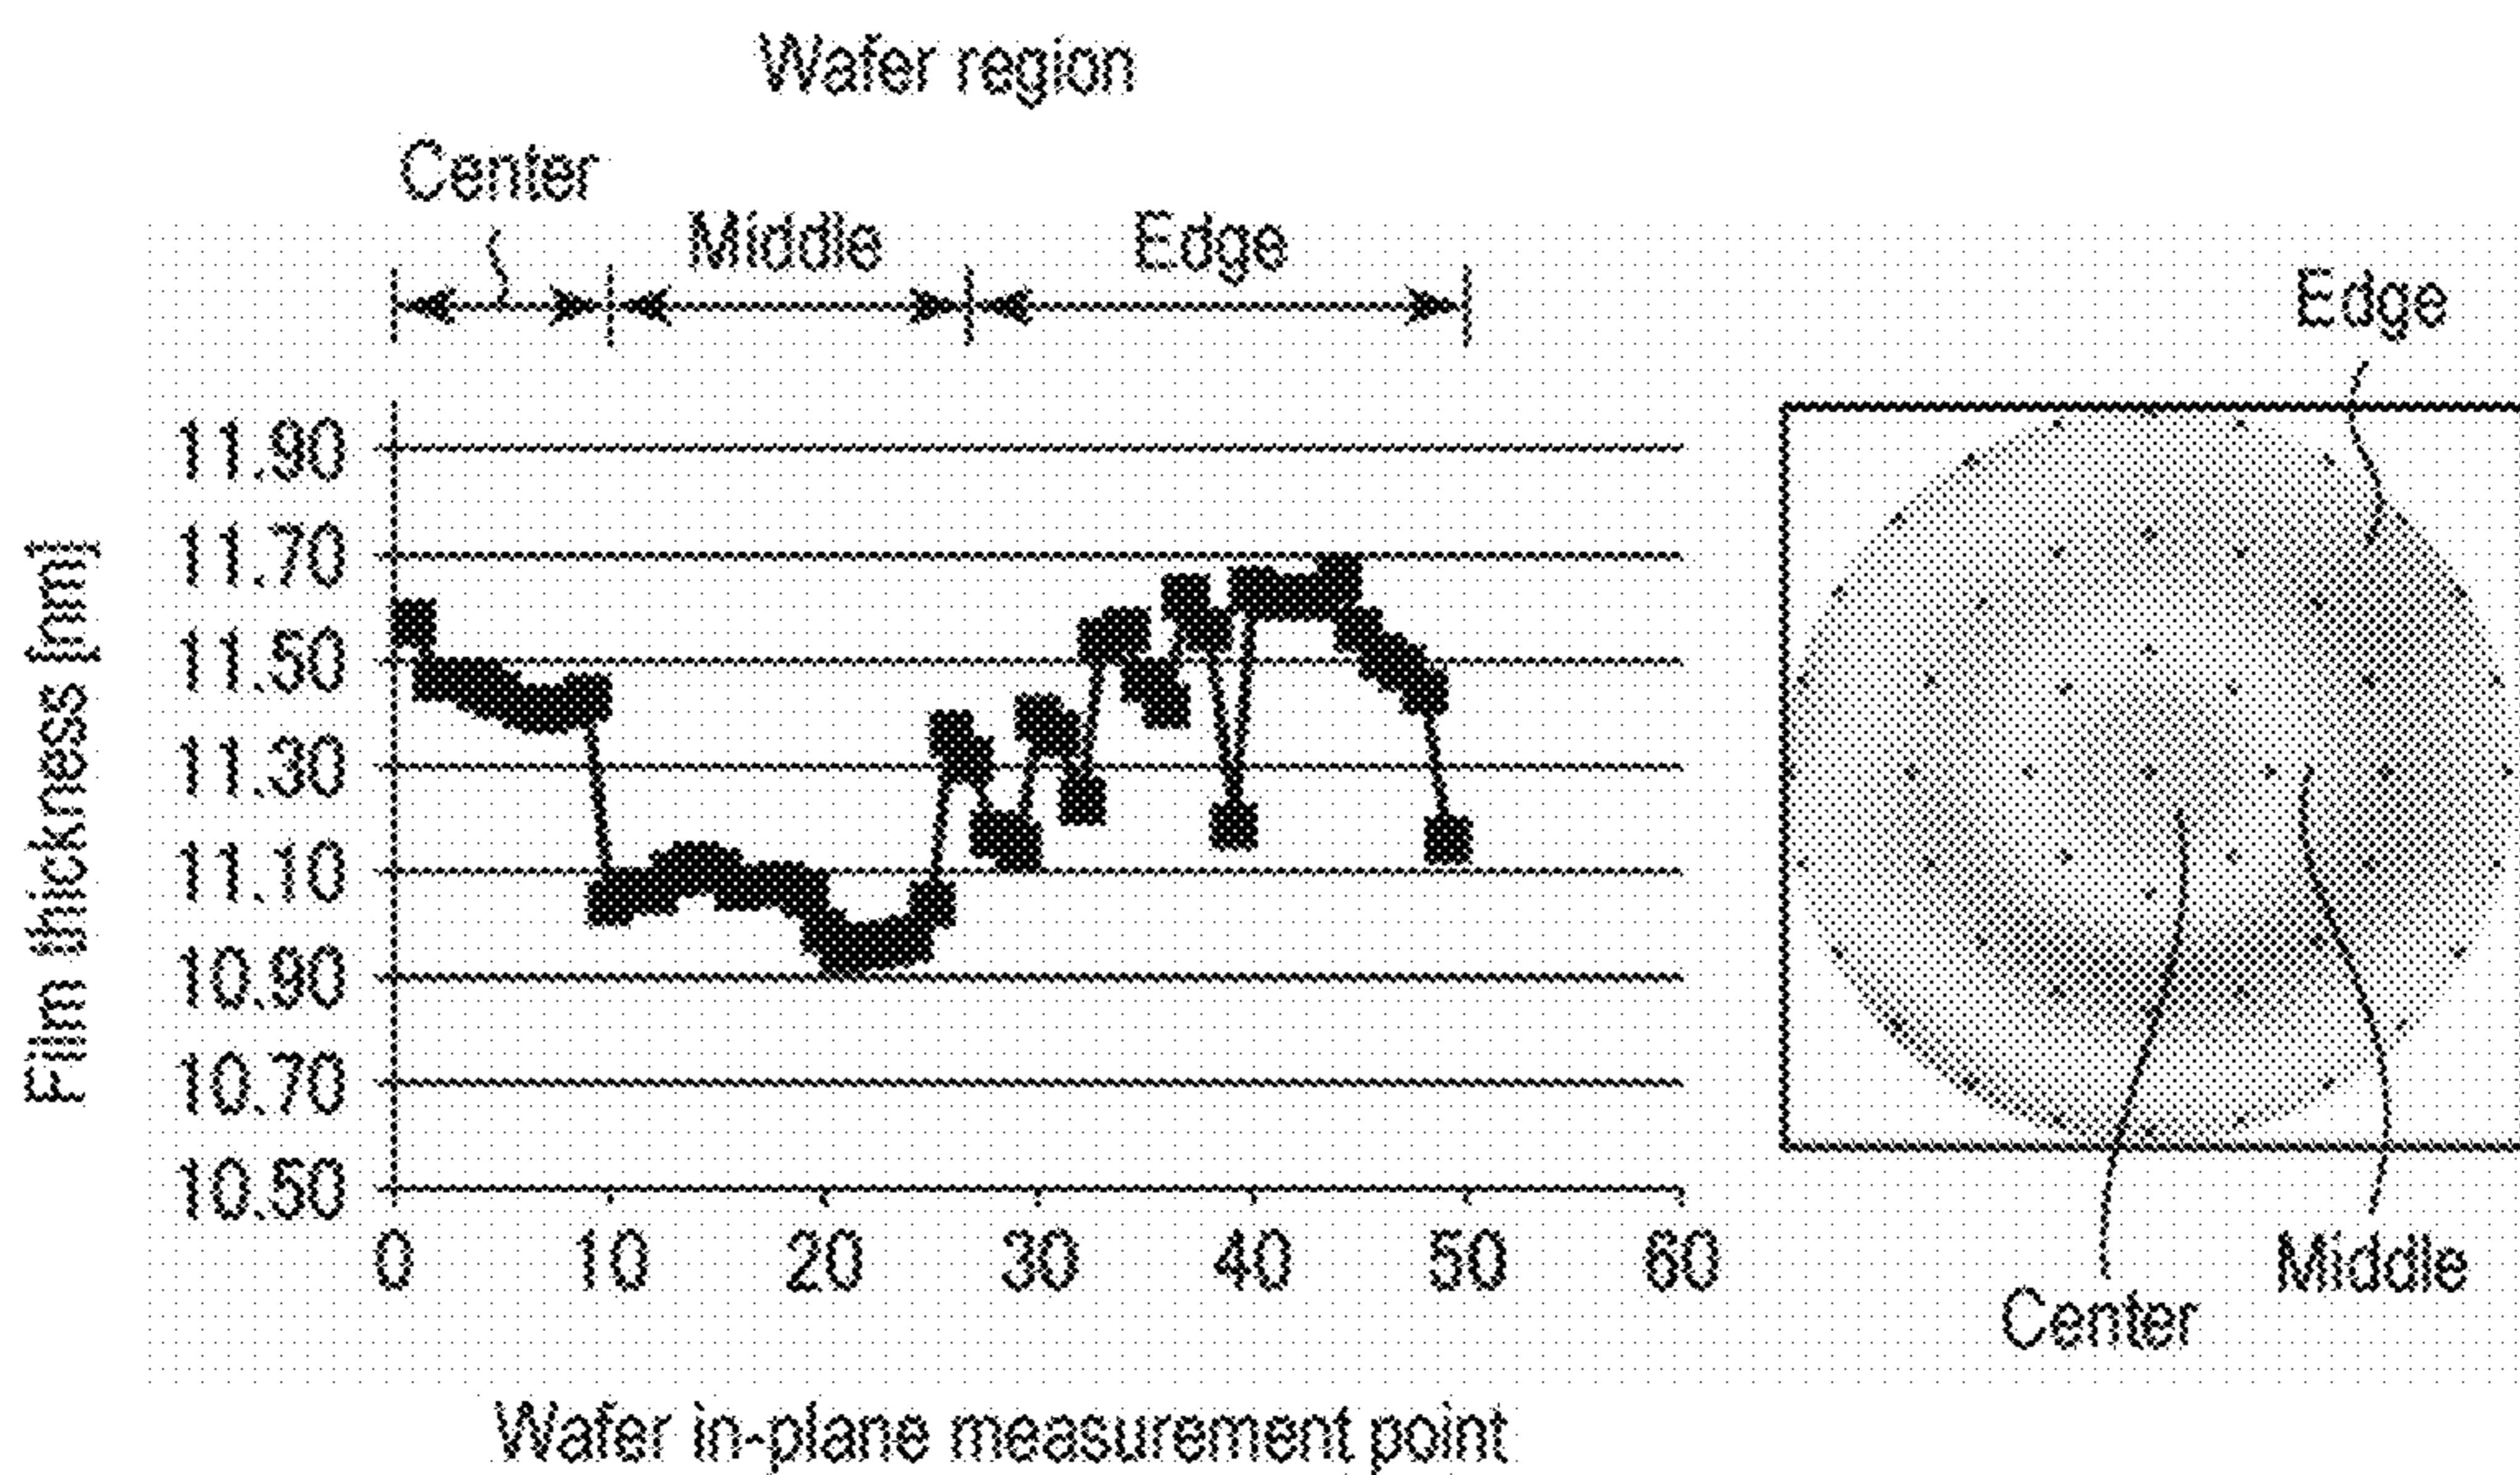 Wafer region
Center
Middle
Edge
Edge
Film thickness [nm]
11.90
11.70
11.50
11.30
11.10
10.90
10.70
10.50
0 10 20 30 40 50 60
Middle
Center
Wafer in-plane measurement point